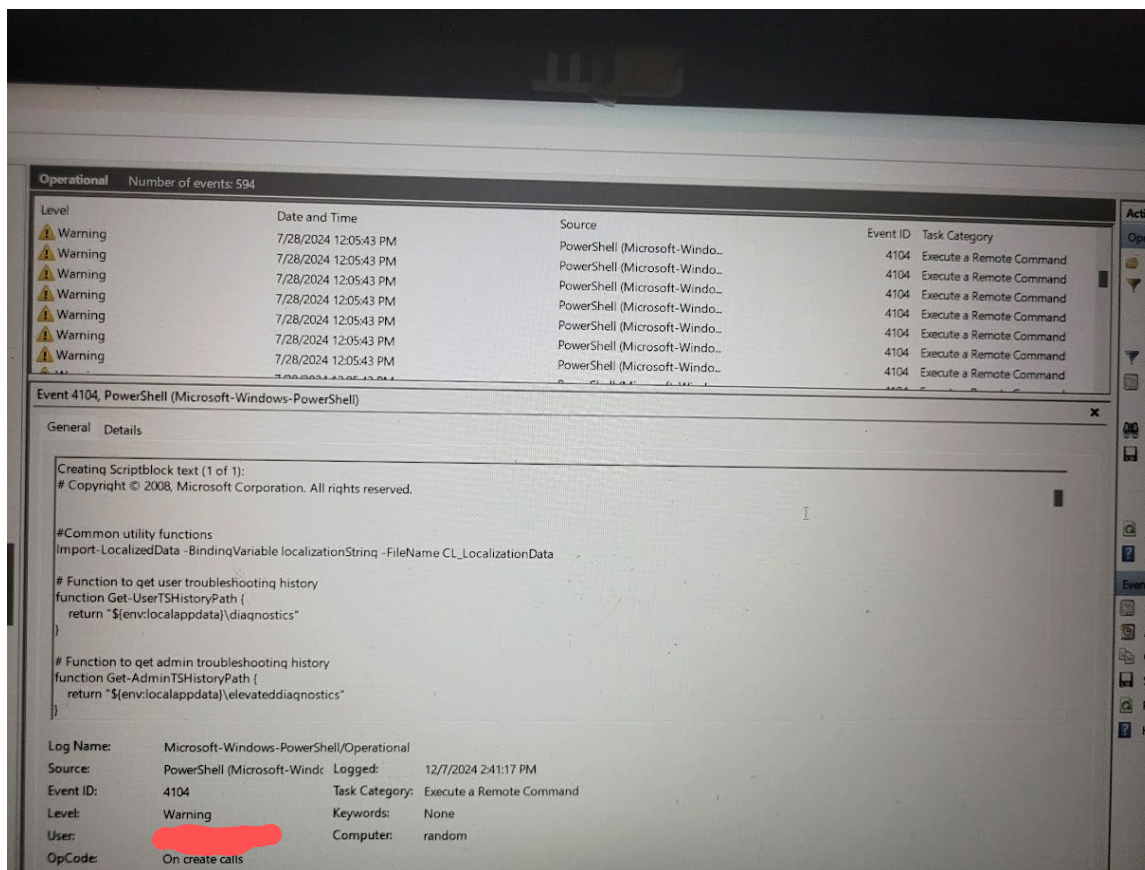 Operational Number of events: 594
Level Date and Time Source Event ID Task Category
Warning 7/28/2024 12:05:43 PM PowerShell (Microsoft-Windo... 4104 Execute a Remote Command
Warning 7/28/2024 12:05:43 PM PowerShell (Microsoft-Windo... 4104 Execute a Remote Command
Warning 7/28/2024 12:05:43 PM PowerShell (Microsoft-Windo... 4104 Execute a Remote Command
Warning 7/28/2024 12:05:43 PM PowerShell (Microsoft-Windo... 4104 Execute a Remote Command
Warning 7/28/2024 12:05:43 PM PowerShell (Microsoft-Windo... 4104 Execute a Remote Command
Warning 7/28/2024 12:05:43 PM PowerShell (Microsoft-Windo... 4104 Execute a Remote Command
Warning 7/28/2024 12:05:43 PM PowerShell (Microsoft-Windo... 4104 Execute a Remote Command
Event 4104, PowerShell (Microsoft-Windows-PowerShell)
General Details
Creating Scriptblock text (1 of 1):
# Copyright © 2008, Microsoft Corporation. All rights reserved.
#Common utility functions
Import-LocalizedData -BindingVariable localizationString -FileName CL_LocalizationData
# Function to get user troubleshooting history
function Get-UserTSHistoryPath {
return "${env:localappdata}\diagnostics"
}
# Function to get admin troubleshooting history
function Get-AdminTSHistoryPath {
return "${env:localappdata}\elevateddiagnostics"
}
Log Name: Microsoft-Windows-PowerShell/Operational
Source: PowerShell (Microsoft-Windc Logged: 12/7/2024 2:41:17 PM
Event ID: 4104 Task Category: Execute a Remote Command
Level: Warning Keywords: None
User: Computer: random
OpCode: On create calls
Acti
Ope
Even